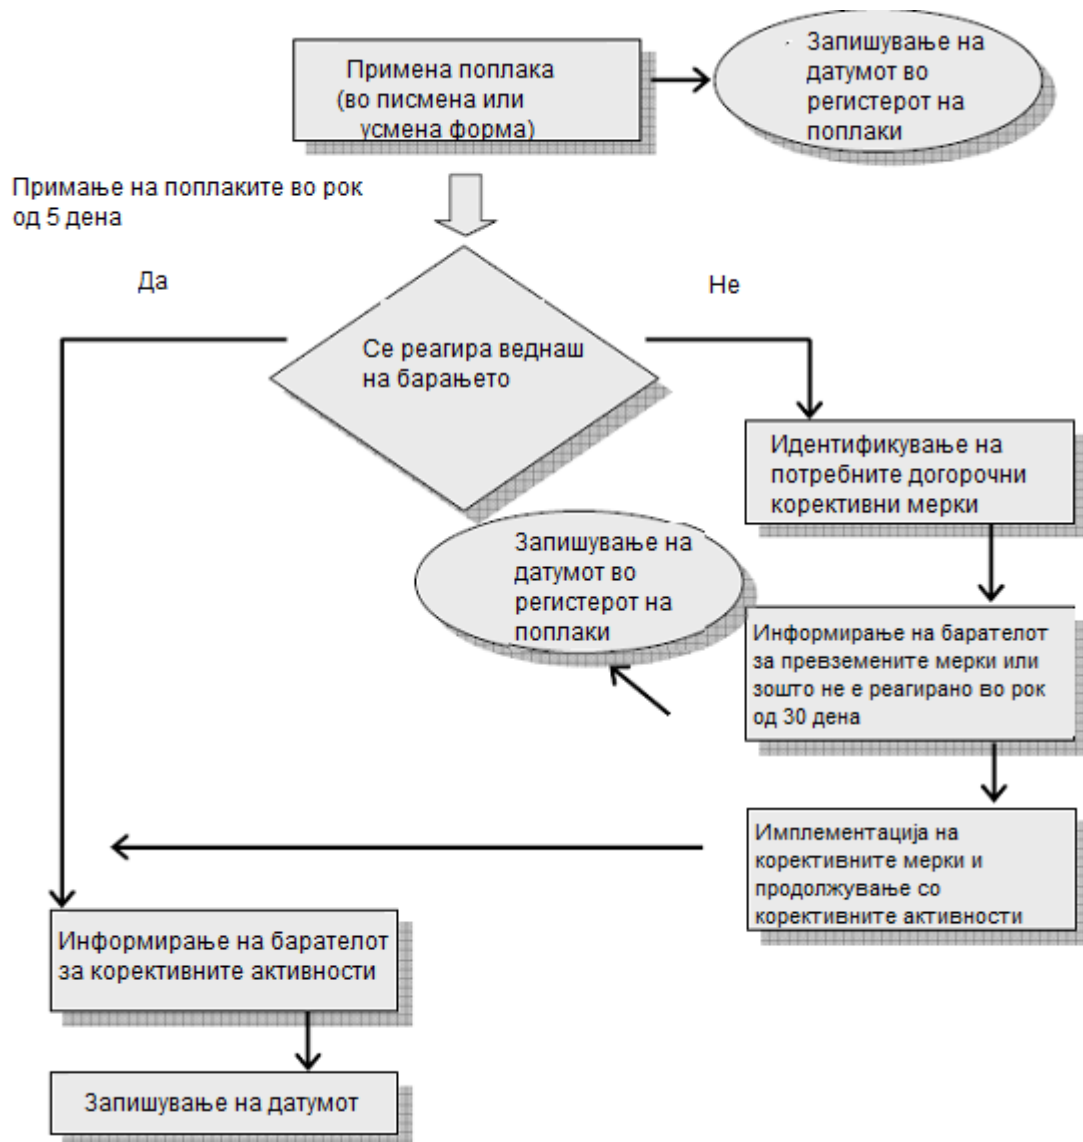 Примена поплака
(во писмена или
усмена форма)
· Запишување на
датумот во
регистерот на
поплаки
Примање на поплаките во рок
од 5 дена
Да
Не
Се реагира веднаш
на барањето
Идентификување на
потребните догорочни
корективни мерки
Запишување на
датумот во
регистерот на
поплаки
Информирање на барателот
за превземените мерки или
зошто не е реагирано во рок
од 30 дена
Имплементација на
корективните мерки и
продолжување со
корективните активности
Информирање на барателот
за корективните активности
Запишување на датумот